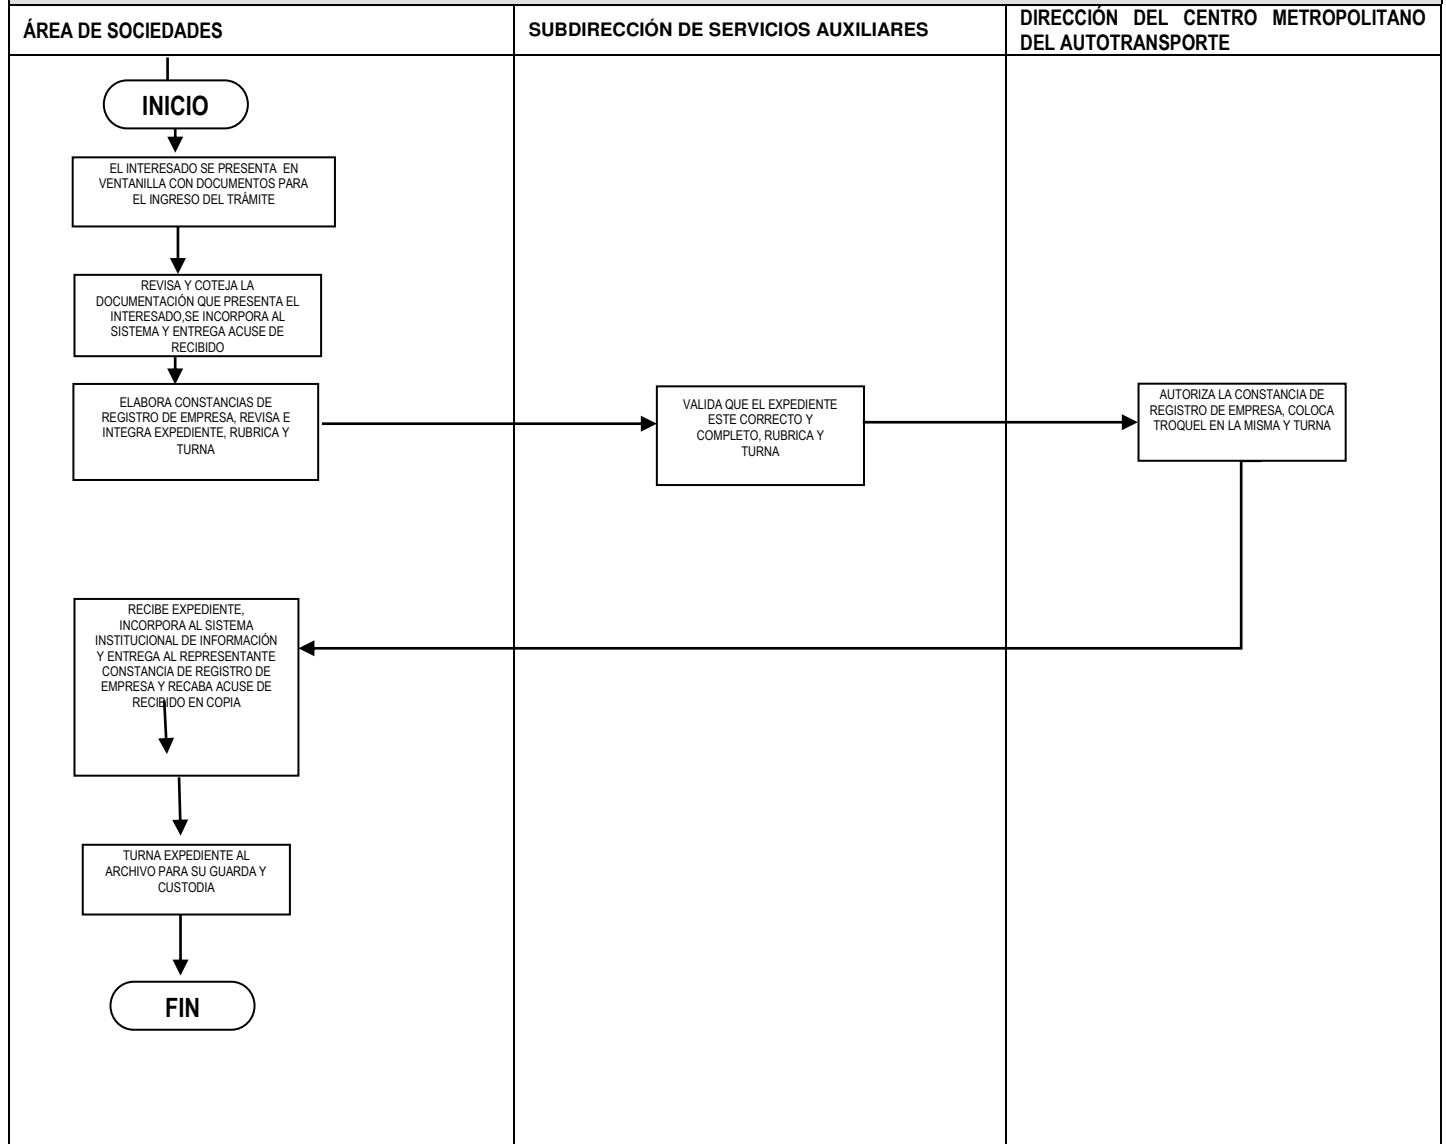 ÁREA DE SOCIEDADES
SUBDIRECCIÓN DE SERVICIOS AUXILIARES
DIRECCIÓN DEL CENTRO METROPOLITANO
DEL AUTOTRANSPORTE
INICIO
EL INTERESADO SE PRESENTA EN
VENTANILLA CON DOCUMENTOS PARA
EL INGRESO DEL TRÁMITE
REVISA Y COTEJA LA
DOCUMENTACIÓN QUE PRESENTA EL
INTERESADO,SE INCORPORA AL
SISTEMA Y ENTREGA ACUSE DE
RECIBIDO
ELABORA CONSTANCIAS DE
REGISTRO DE EMPRESA, REVISA E
INTEGRA EXPEDIENTE, RUBRICA Y
TURNA
VALIDA QUE EL EXPEDIENTE
ESTE CORRECTO Y
COMPLETO, RUBRICA Y
TURNA
AUTORIZA LA CONSTANCIA DE
REGISTRO DE EMPRESA, COLOCA
TROQUEL EN LA MISMA Y TURNA
RECIBE EXPEDIENTE,
INCORPORA AL SISTEMA
INSTITUCIONAL DE INFORMACIÓN
Y ENTREGA AL REPRESENTANTE
CONSTANCIA DE REGISTRO DE
EMPRESA Y RECABA ACUSE DE
RECIBIDO EN COPIA
TURNA EXPEDIENTE AL
ARCHIVO PARA SU GUARDA Y
CUSTODIA
FIN